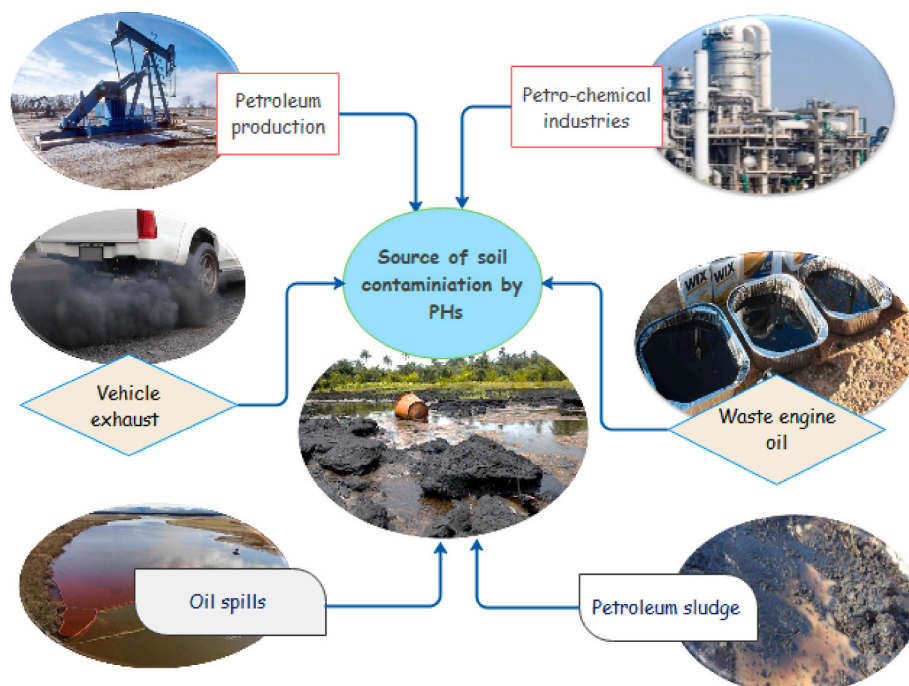 Petroleum
production
Petro-chemical
industries
Source of soil
contaminiation by
PHs
WIX
WIX
Vehicle
exhaust
Waste engine
oil
Oil spills
Petroleum sludge